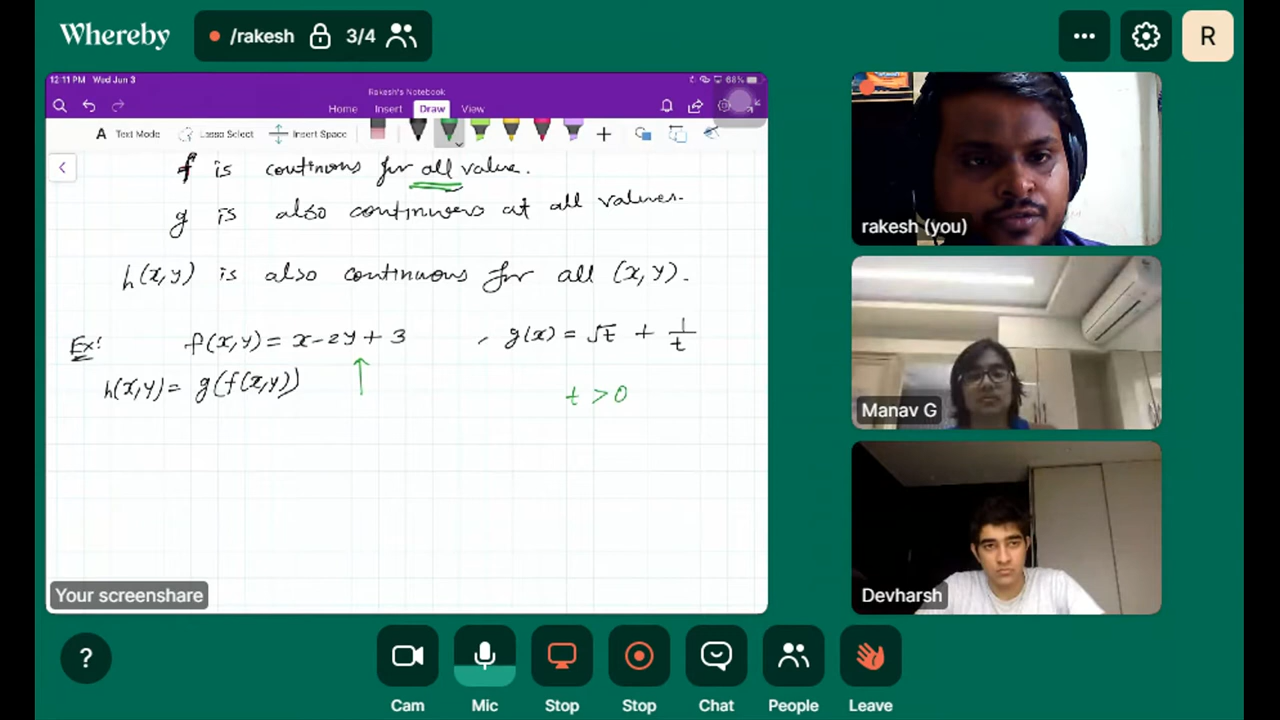 Whereby
/rakesh 3/4
R
12:11 PM Wed Jun 3
68%
Rakesh's Notebook
Home Insert Draw View
A Text Mode Lasso Select Insert Space
f is continous for all value.
g is also continuous at all values.
h(x,y) is also continuous for all (x,y).
Ex: f(x,y) = x-2y+3 , g(x) = √t + 1/t
h(x,y) = g(f(x,y))
t > 0
Your screenshare
rakesh (you)
Manav G
Devharsh
?
Cam Mic Stop Stop Chat People Leave